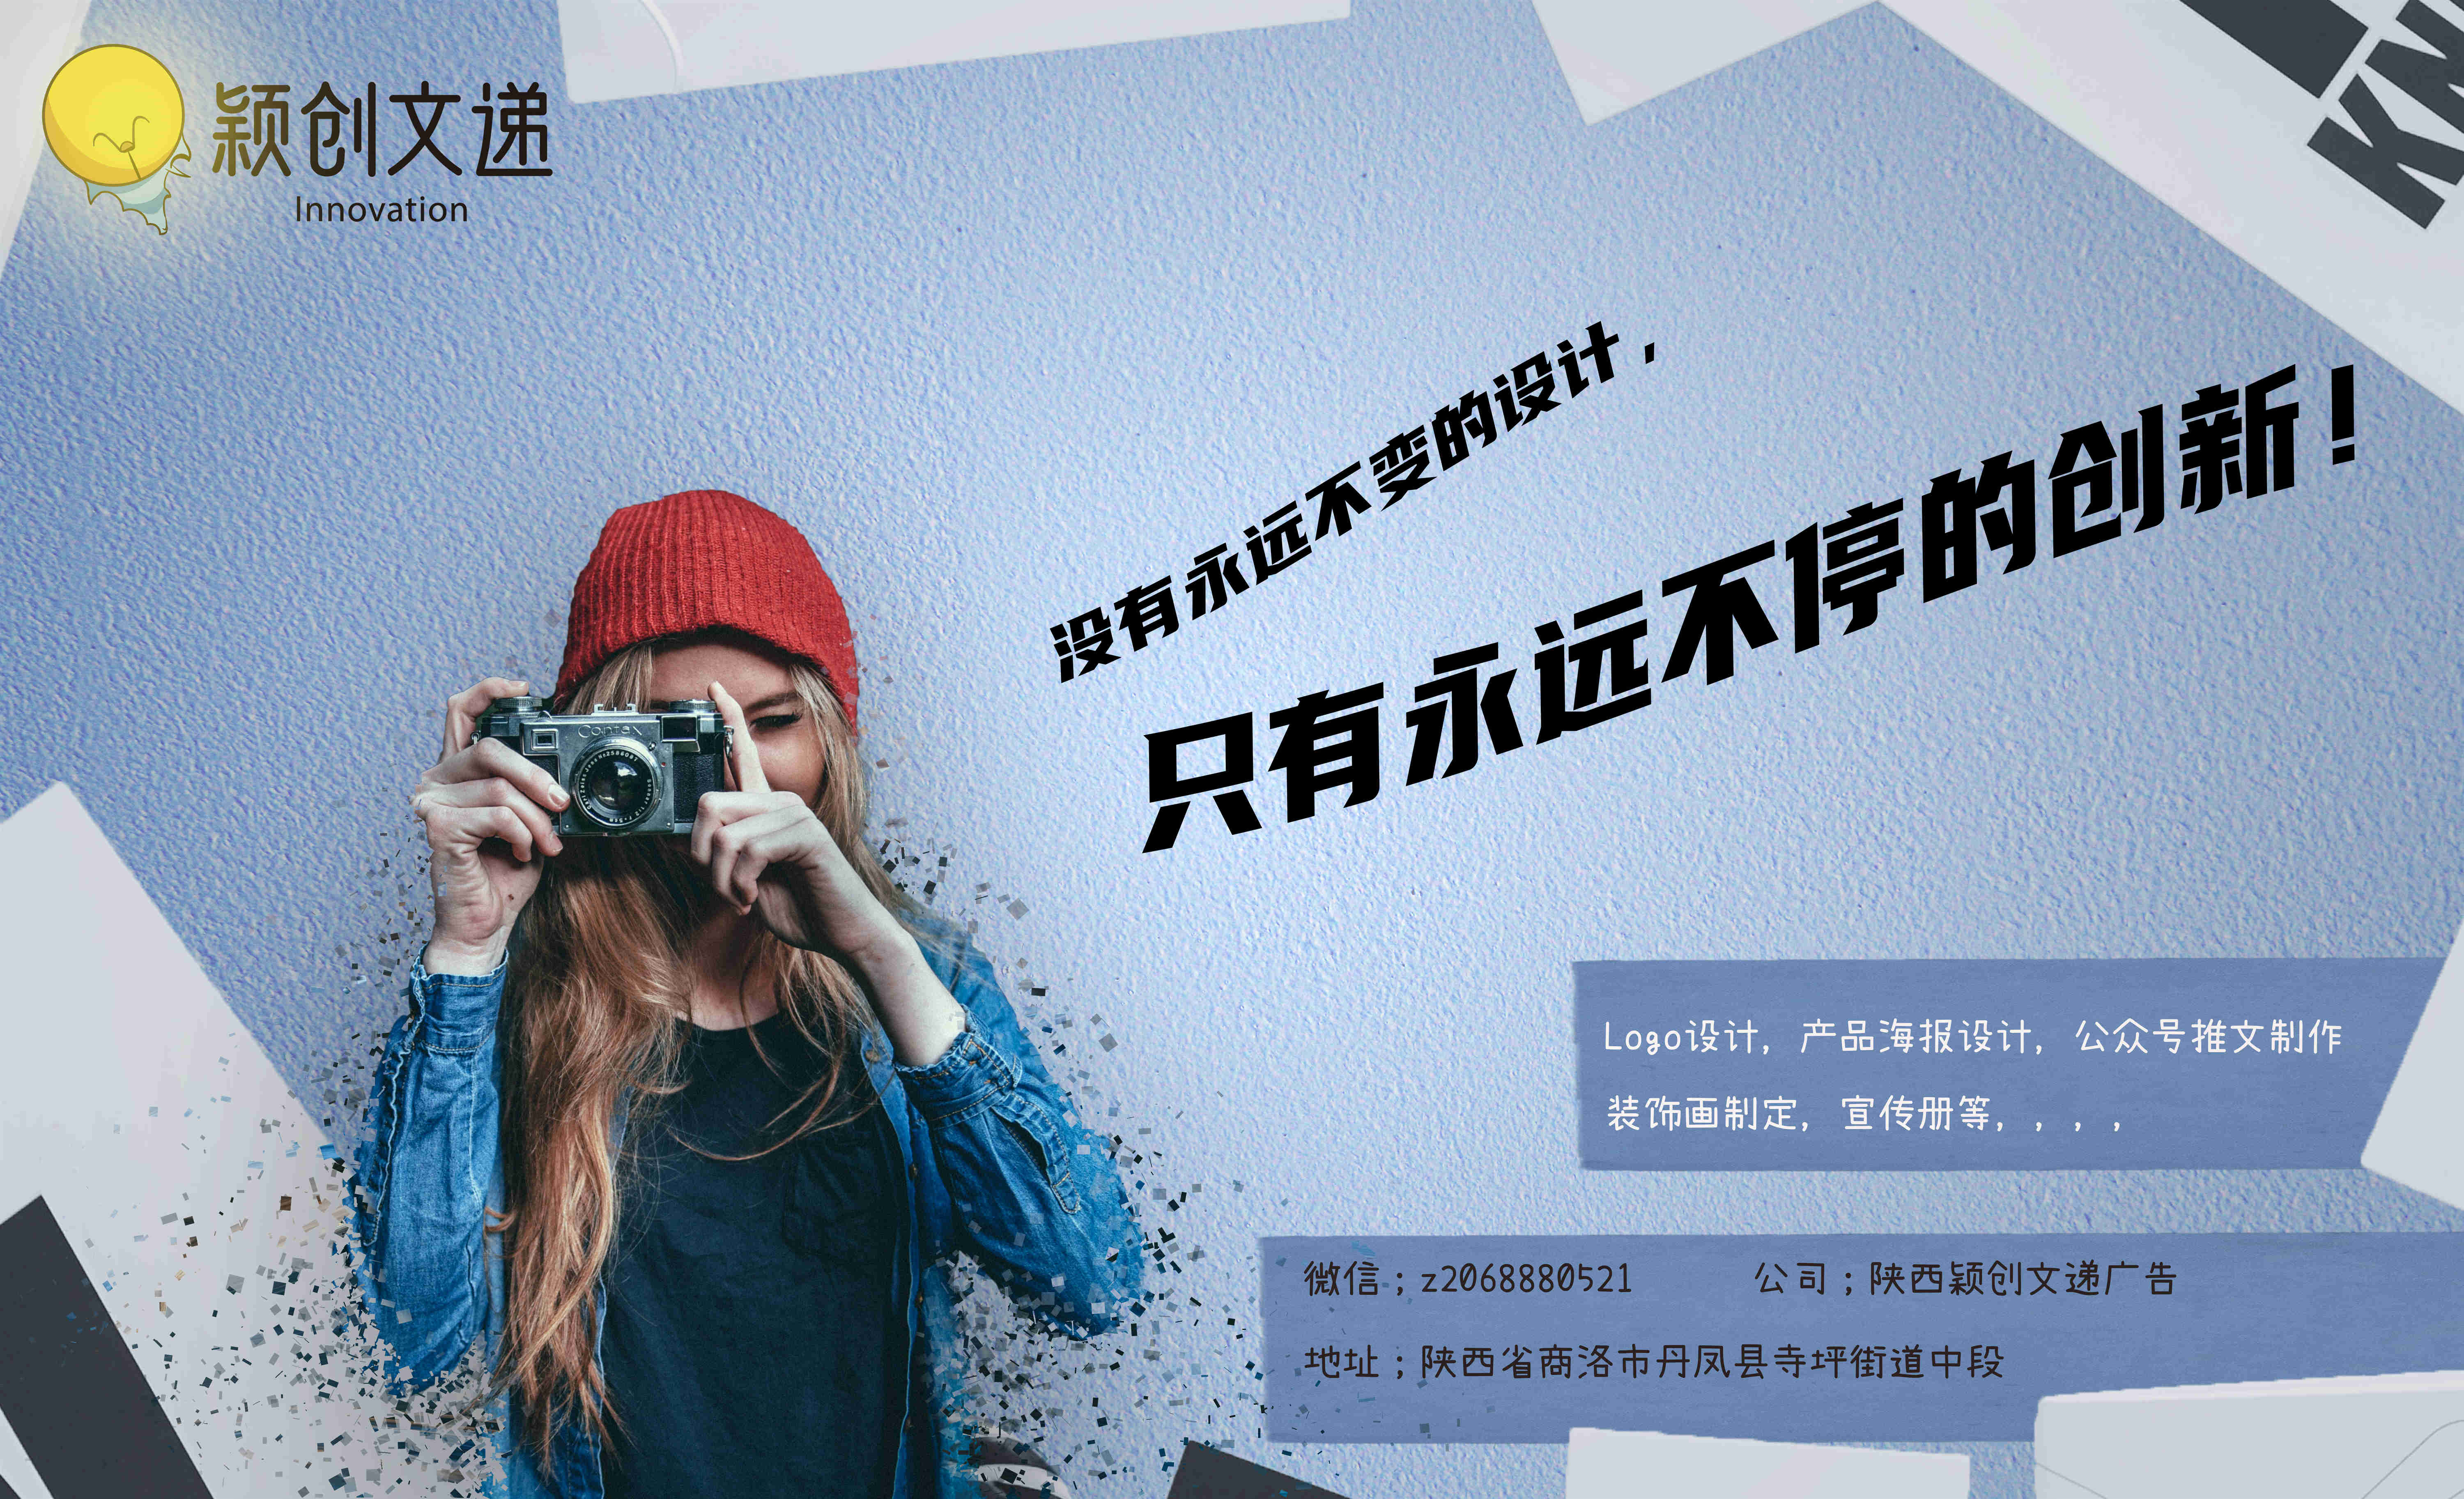 颖创文递
Innovation
KM
没有永远不变的设计，
只有永远不停的创新！
Contax
Logo设计，产品海报设计，公众号推文制作
装饰画制定，宣传册等，，，，
微信；z2068880521 公司；陕西颖创文递广告
地址；陕西省商洛市丹凤县寺坪街道中段